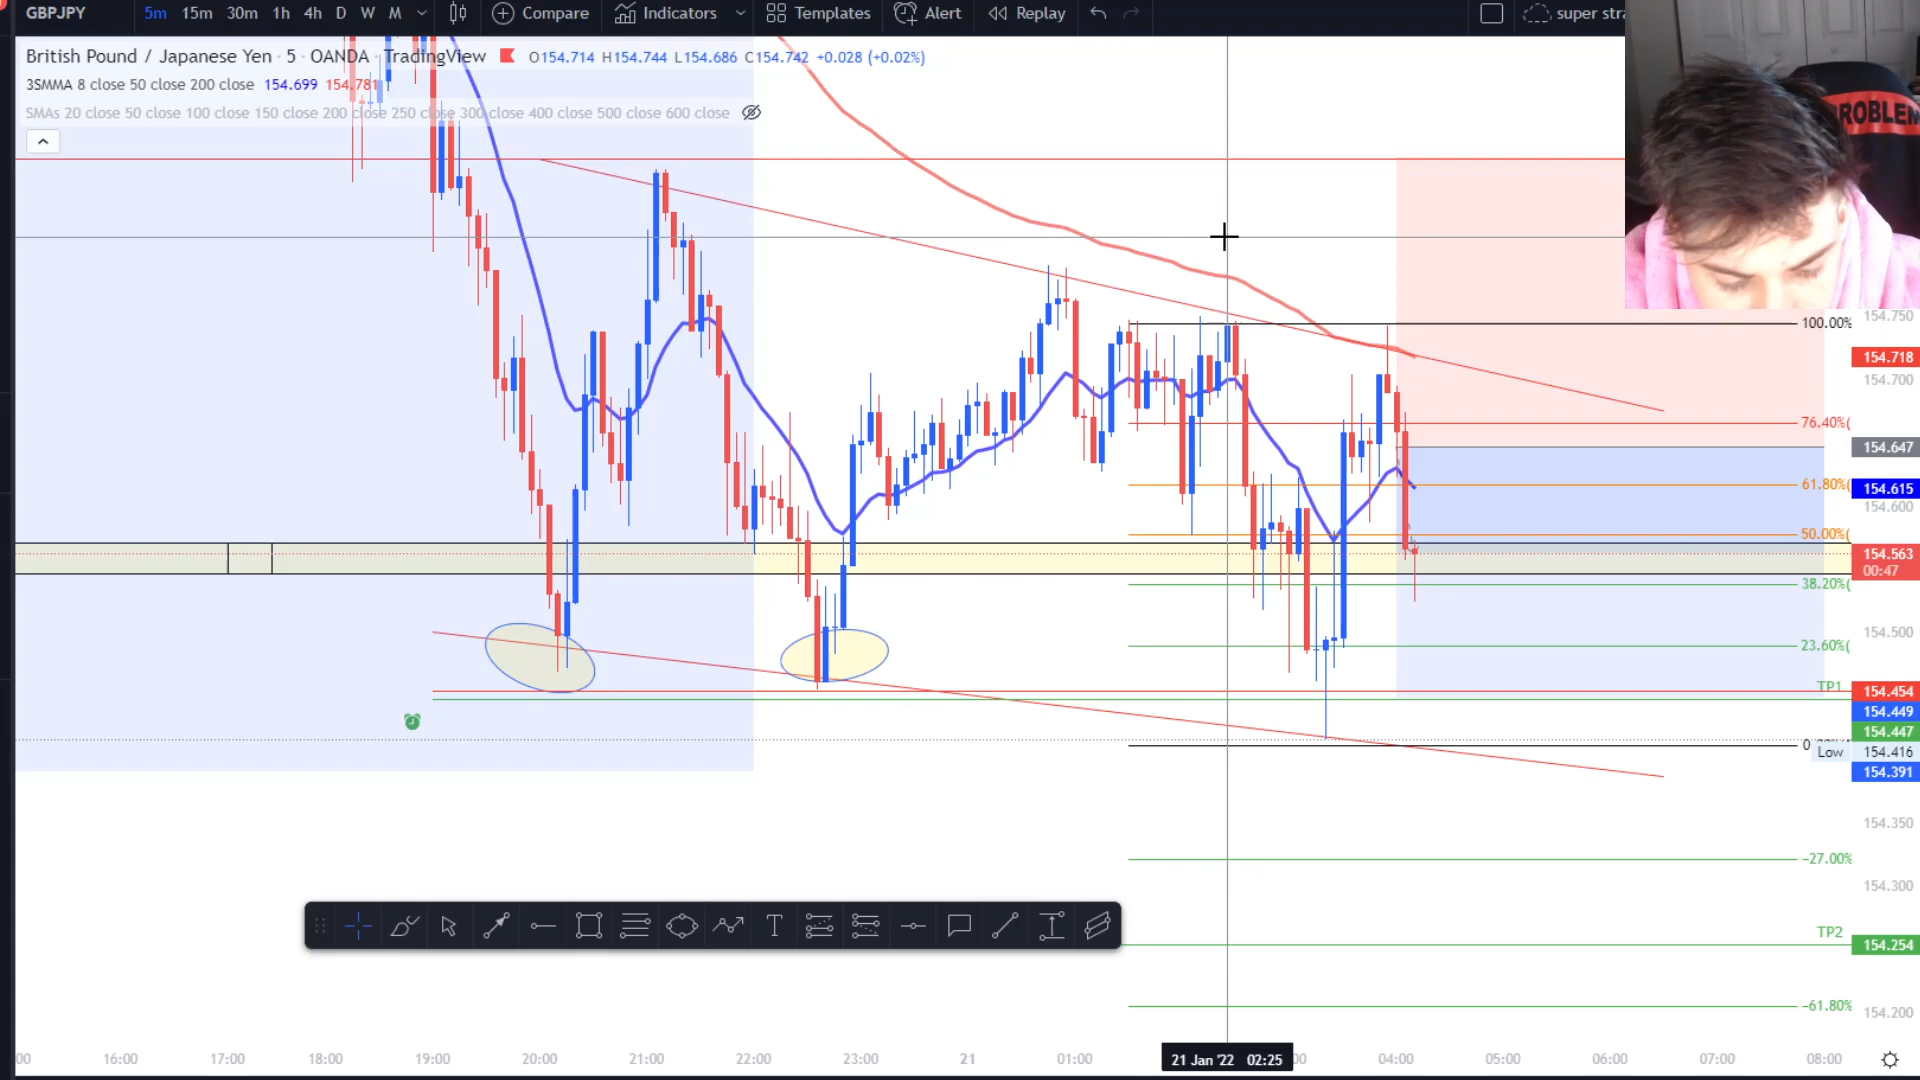 GBPJPY 5m 15m 30m 1h 4h D W M Compare Indicators Templates Alert Replay super stra
British Pound / Japanese Yen · 5 · OANDA · TradingView O154.714 H154.744 L154.686 C154.742 +0.028 (+0.02%)
3SMMA 8 close 50 close 200 close 154.699 154.781
SMAs 20 close 50 close 100 close 150 close 200 close 250 close 300 close 400 close 500 close 600 close
PROBLEM
154.750
100.00%
154.718
154.700
76.40%(
154.647
61.80%(
154.615
154.600
50.00%(
154.563
00:47
38.20%(
154.500
23.60%(
TP1
154.454
154.449
154.447
0
Low 154.416
154.391
154.350
-27.00%
154.300
TP2
154.254
-61.80%
154.200
00 16:00 17:00 18:00 19:00 20:00 21:00 22:00 23:00 21 01:00 21 Jan '22 02:25 00 04:00 05:00 06:00 07:00 08:00